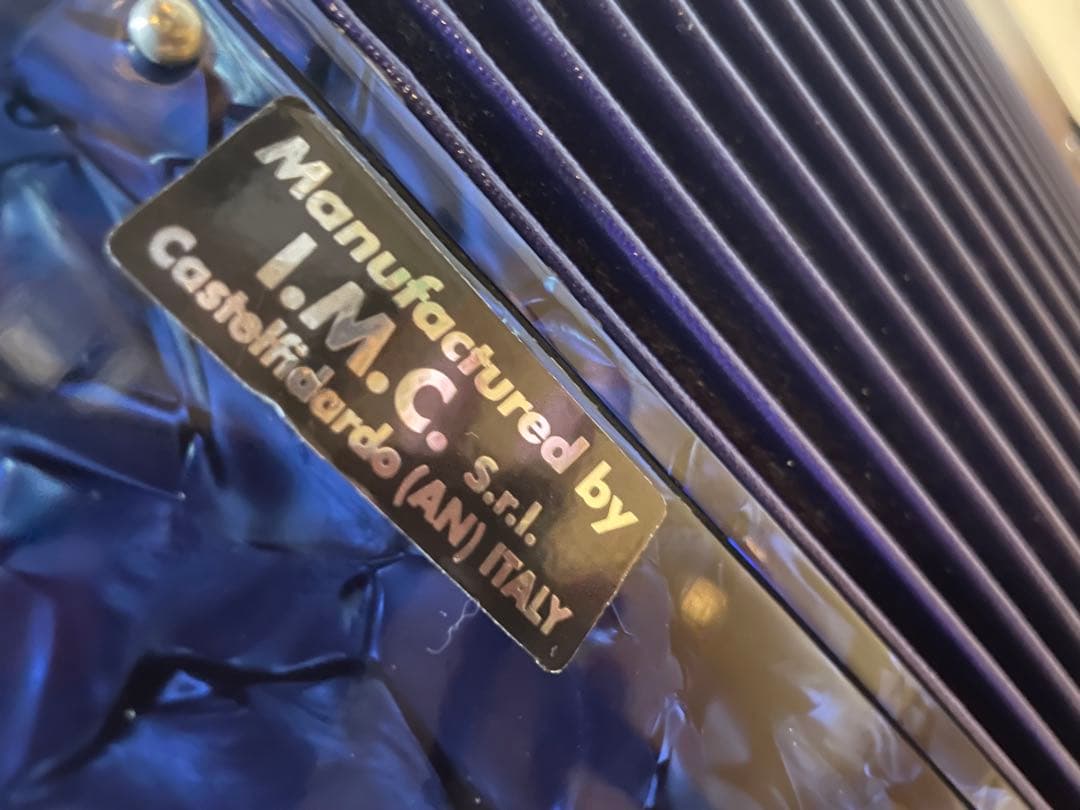 Manufactured by
I.M.C. s.r.l.
Castelfidardo (AN) ITALY